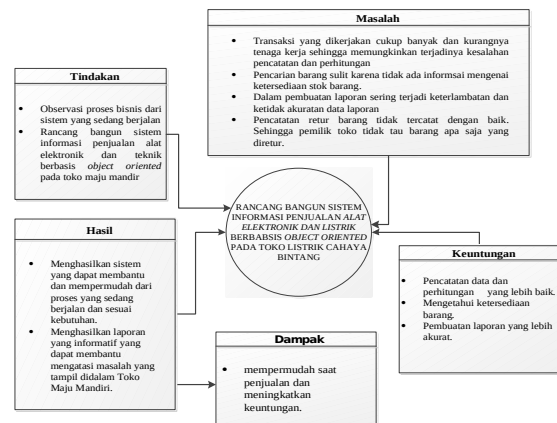 Masalah
• Transaksi yang dikerjakan cukup banyak dan kurangnya
tenaga kerja sehingga memungkinkan terjadinya kesalahan
pencatatan dan perhitungan
• Pencarian barang sulit karena tidak ada informsai mengenai
ketersediaan stok barang.
• Dalam pembuatan laporan sering terjadi keterlambatan dan
ketidak akuratan data laporan
• Pencatatan retur barang tidak tercatat dengan baik.
Sehingga pemilik toko tidak tau barang apa saja yang
diretur.
Tindakan
• Observasi proses bisnis dari
sistem yang sedang berjalan
• Rancang bangun sistem
informasi penjualan alat
elektronik dan teknik
berbasis object oriented
pada toko maju mandir
RANCANG BANGUN SISTEM
INFORMASI PENJUALAN ALAT
ELEKTRONIK DAN LISTRIK
BERBABSIS OBJECT ORIENTED
PADA TOKO LISTRIK CAHAYA
BINTANG
Hasil
• Menghasilkan sistem
yang dapat membantu
dan mempermudah dari
proses yang sedang
berjalan dan sesuai
kebutuhan.
• Menghasilkan laporan
yang informatif yang
dapat membantu
mengatasi masalah yang
tampil didalam Toko
Maju Mandiri.
Keuntungan
• Pencatatan data dan
perhitungan yang lebih baik.
• Mengetahui ketersediaan
barang.
• Pembuatan laporan yang lebih
akurat.
Dampak
• mempermudah saat
penjualan dan
meningkatkan
keuntungan.